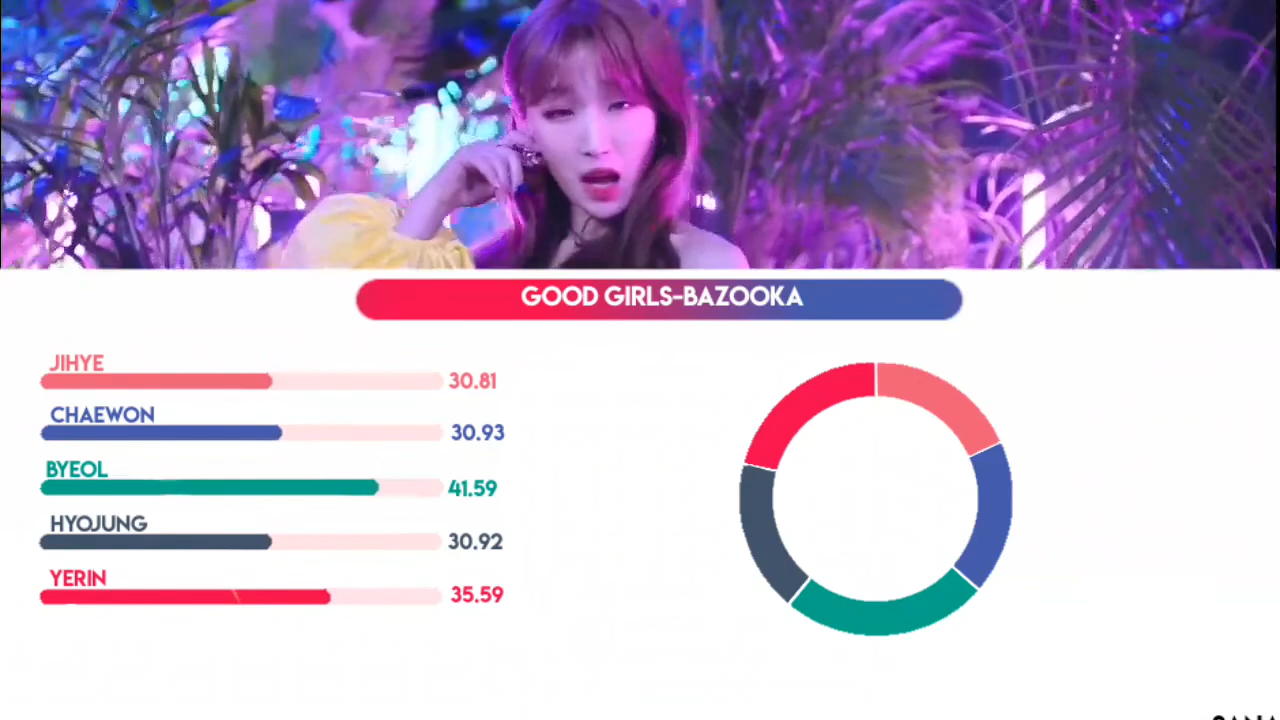 GOOD GIRLS-BAZOOKA
JIHYE
30.81
CHAEWON
30.93
BYEOL
41.59
HYOJUNG
30.92
YERIN
35.59